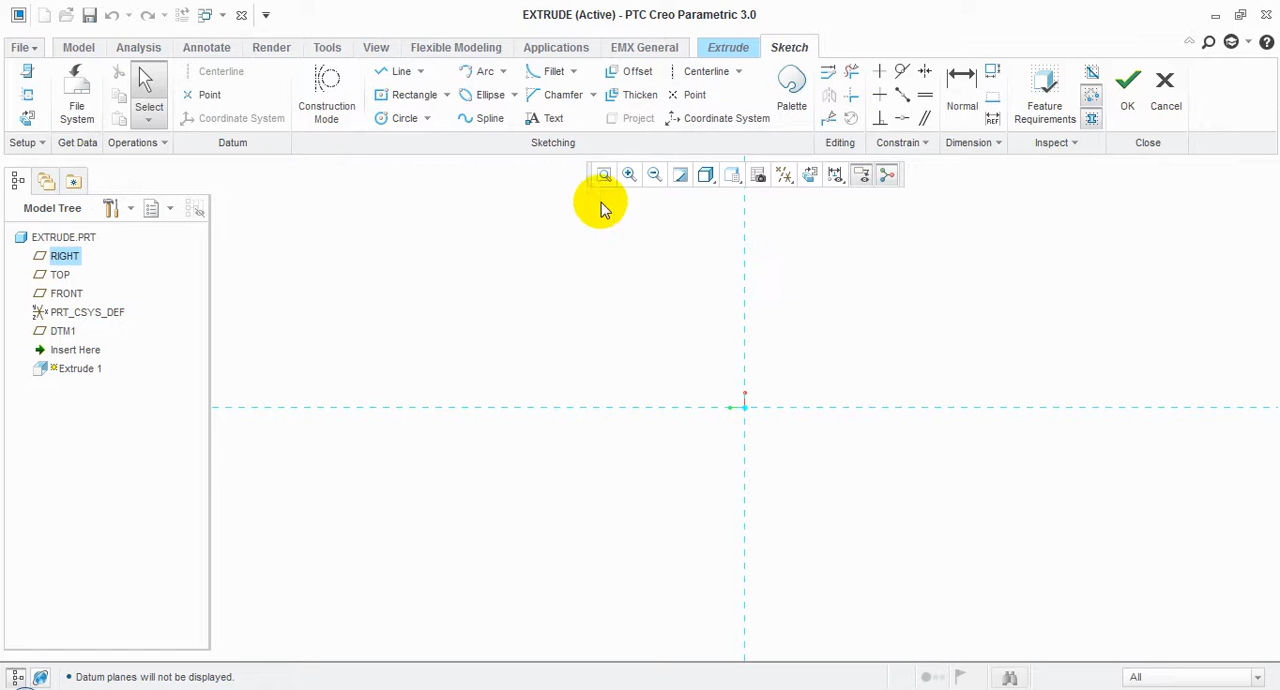 EXTRUDE (Active) - PTC Creo Parametric 3.0
File Model Analysis Annotate Render Tools View Flexible Modeling Applications EMX General Extrude Sketch
Centerline Line Arc Fillet Offset Centerline
Point Rectangle Ellipse Chamfer Thicken Point
File System Select Coordinate System Construction Mode Circle Spline Text Project Coordinate System Palette Normal Feature Requirements OK Cancel
Setup Get Data Operations Datum Sketching Editing Constrain Dimension Inspect Close
Model Tree
EXTRUDE.PRT
RIGHT
TOP
FRONT
PRT_CSYS_DEF
DTM1
Insert Here
Extrude 1
Datum planes will not be displayed.
All